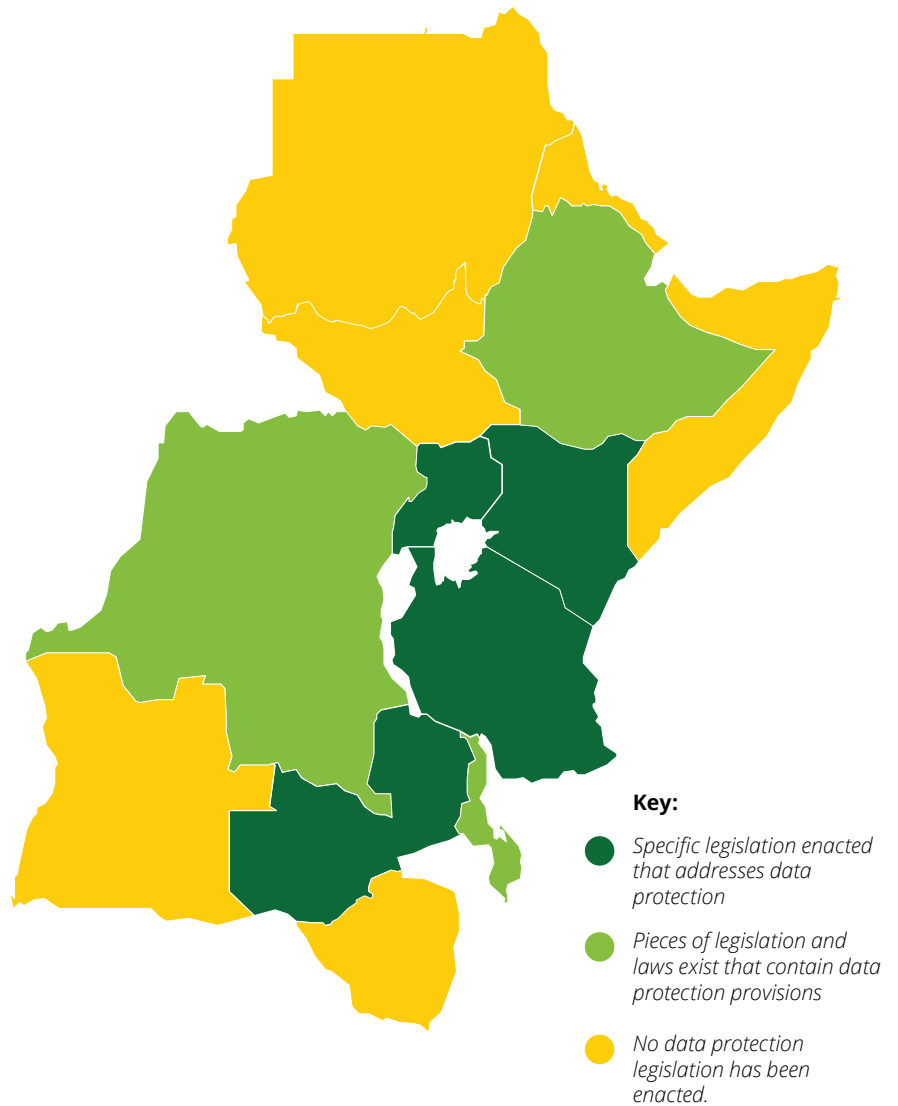 Key:
Specific legislation enacted
that addresses data
protection
Pieces of legislation and
laws exist that contain data
protection provisions
No data protection
legislation has been
enacted.